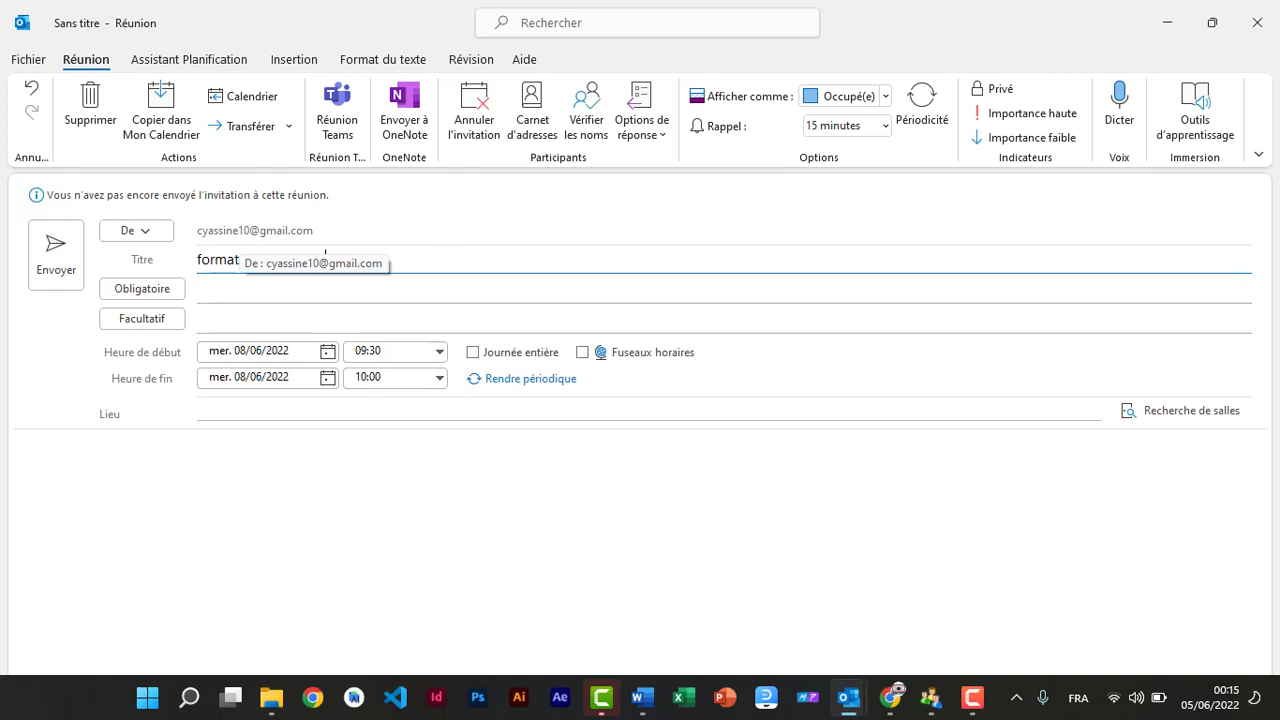 Sans titre - Réunion
Rechercher
Fichier Réunion Assistant Planification Insertion Format du texte Révision Aide
Supprimer
Copier dans
Mon Calendrier
Calendrier
Transférer
Réunion
Teams
Envoyer à
OneNote
Annuler
l'invitation
Carnet
d'adresses
Vérifier
les noms
Options de
réponse
Afficher comme :
Occupé(e)
Rappel :
15 minutes
Périodicité
Privé
Importance haute
Importance faible
Dicter
Outils
d'apprentissage
Annu... Actions Réunion T... OneNote Participants Options Indicateurs Voix Immersion
Vous n'avez pas encore envoyé l'invitation à cette réunion.
Envoyer
De
cyassine10@gmail.com
Titre
format
De : cyassine10@gmail.com
Obligatoire
Facultatif
Heure de début mer. 08/06/2022 09:30 Journée entière Fuseaux horaires
Heure de fin mer. 08/06/2022 10:00 Rendre périodique
Lieu
Recherche de salles
Id Ps Ai Ae
FRA
00:15
05/06/2022